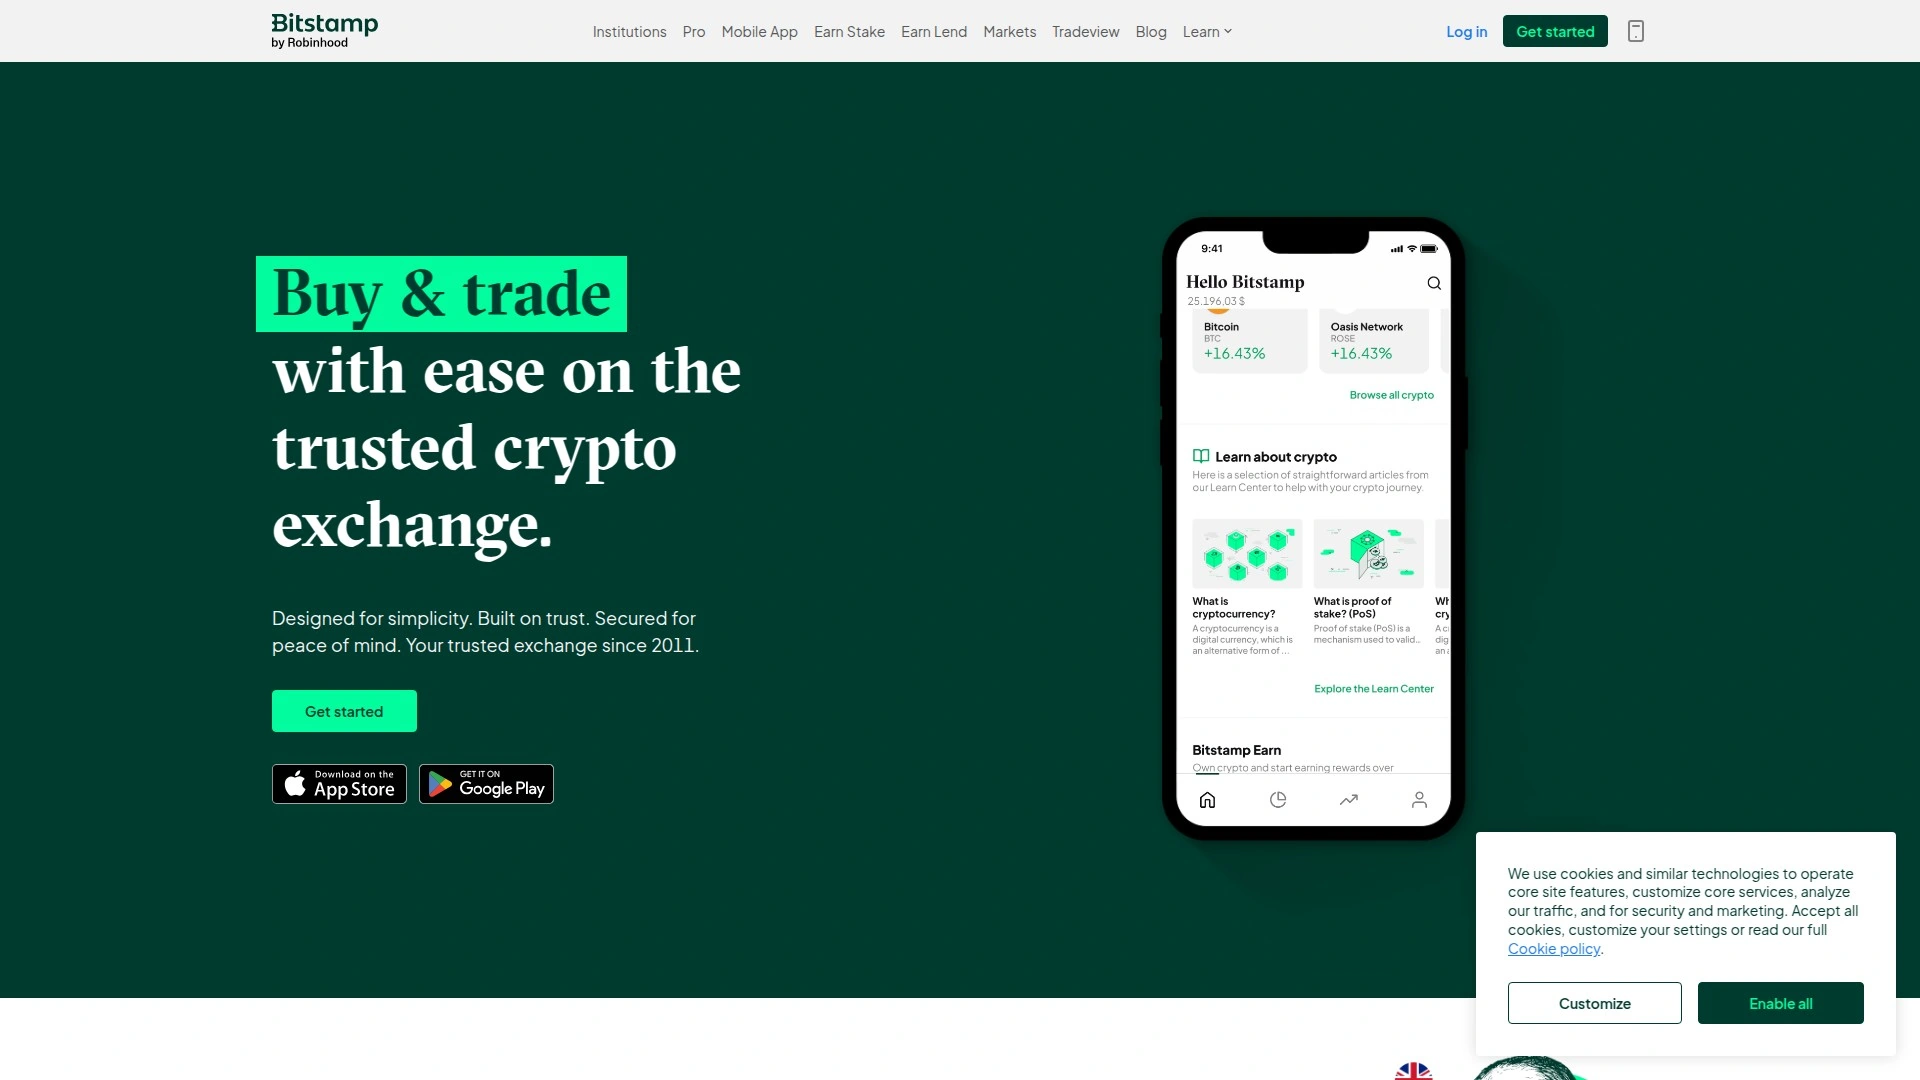 Bitstamp
by Robinhood
Institutions Pro Mobile App Earn Stake Earn Lend Markets Tradeview Blog Learn
Log in
Get started
Buy & trade
with ease on the
trusted crypto
exchange.
Designed for simplicity. Built on trust. Secured for
peace of mind. Your trusted exchange since 2011.
Get started
Download on the
App Store
GET IT ON
Google Play
9:41
Hello Bitstamp
25.196.03 $
Bitcoin
BTC
+16.43%
Oasis Network
ROSE
+16.43%
Browse all crypto
Learn about crypto
Here is a selection of straightforward articles from
our Learn Center to help with your crypto journey.
What is
cryptocurrency?
A cryptocurrency is a
digital currency, which is
an alternative form of ...
What is proof of
stake? (PoS)
Proof of stake (PoS) is a
mechanism used to valid...
Explore the Learn Center
Bitstamp Earn
Own crypto and start earning rewards over
We use cookies and similar technologies to operate
core site features, customize core services, analyze
our traffic, and for security and marketing. Accept all
cookies, customize your settings or read our full
Cookie policy.
Customize
Enable all